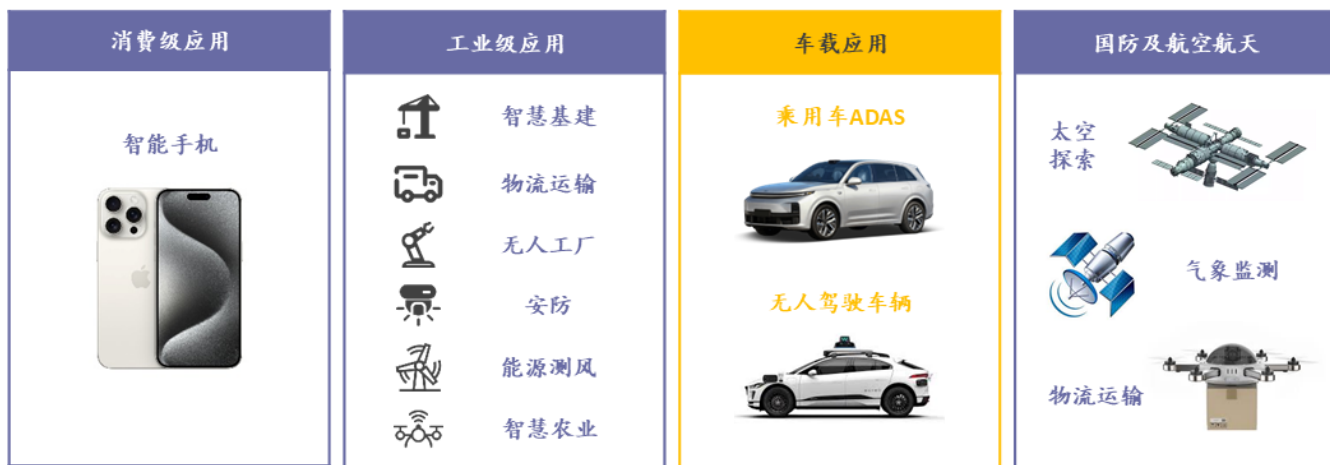 消费级应用
智能手机
工业级应用
智慧基建
物流运输
无人工厂
安防
能源测风
智慧农业
车载应用
乘用车ADAS
无人驾驶车辆
国防及航空航天
太空
探索
气象监测
物流运输